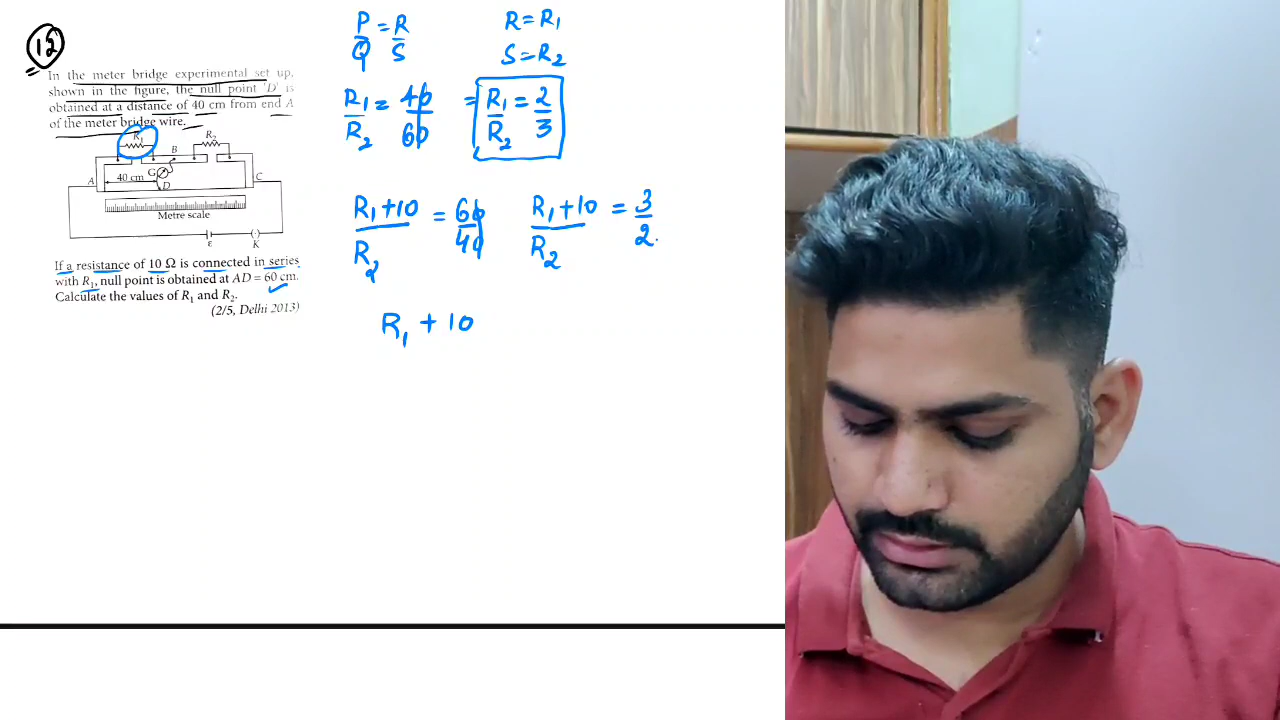 12
In the meter bridge experimental set up,
shown in the figure, the null point 'D' is
obtained at a distance of 40 cm from end A
of the meter bridge wire.
R1 R2
B
G
A 40 cm D C
Metre scale
ε K
If a resistance of 10 Ω is connected in series
with R1, null point is obtained at AD = 60 cm.
Calculate the values of R1 and R2.
(2/5, Delhi 2013)
P/Q = R/S R = R1
S = R2
R1/R2 = 40/60 = R1/R2 = 2/3
R1+10/R2 = 60/40 R1+10/R2 = 3/2.
R1 + 10